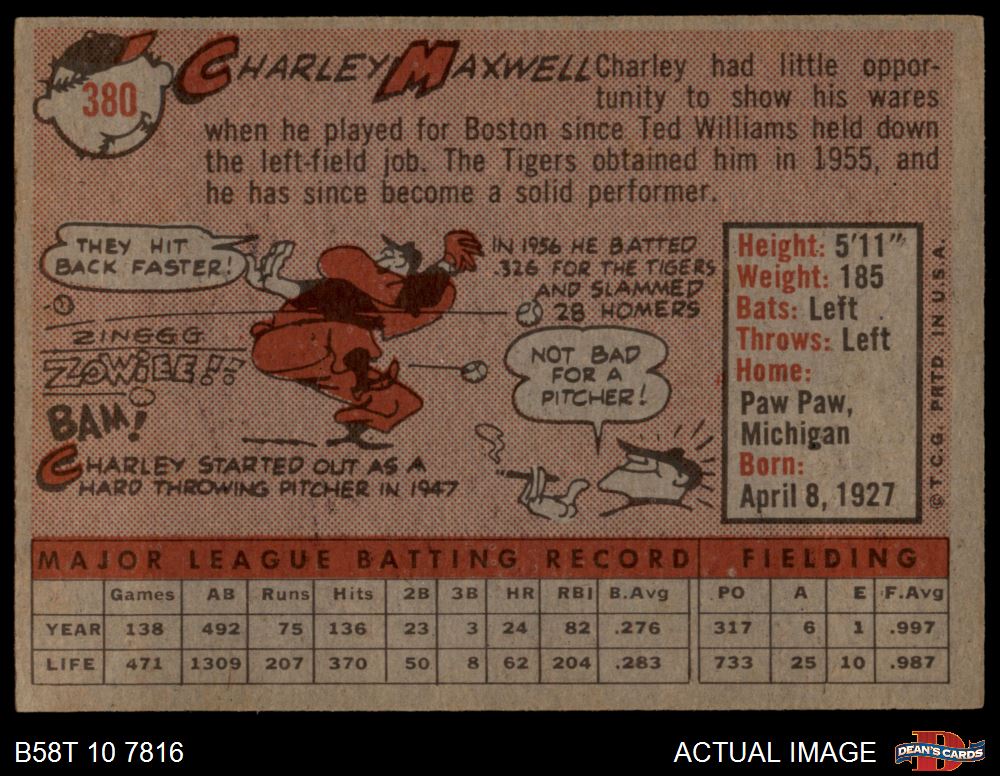 380
CHARLEY MAXWELL
Charley had little oppor-
tunity to show his wares
when he played for Boston since Ted Williams held down
the left-field job. The Tigers obtained him in 1955, and
he has since become a solid performer.
THEY HIT
BACK FASTER!
ZINGGG
ZOWIEE!!
BAM!
CHARLEY STARTED OUT AS A
HARD THROWING PITCHER IN 1947
IN 1956 HE BATTED
.326 FOR THE TIGERS
AND SLAMMED
28 HOMERS
NOT BAD
FOR A
PITCHER!
Height: 5'11"
Weight: 185
Bats: Left
Throws: Left
Home:
Paw Paw,
Michigan
Born:
April 8, 1927
© T.C.G. PRTD. IN U.S.A.
MAJOR LEAGUE BATTING RECORD FIELDING
Games AB Runs Hits 2B 3B HR RBI B.Avg PO A E F.Avg
YEAR 138 492 75 136 23 3 24 82 .276 317 6 1 .997
LIFE 471 1309 207 370 50 8 62 204 .283 733 25 10 .987
B58T 10 7816
ACTUAL IMAGE
D
DEAN'S CARDS